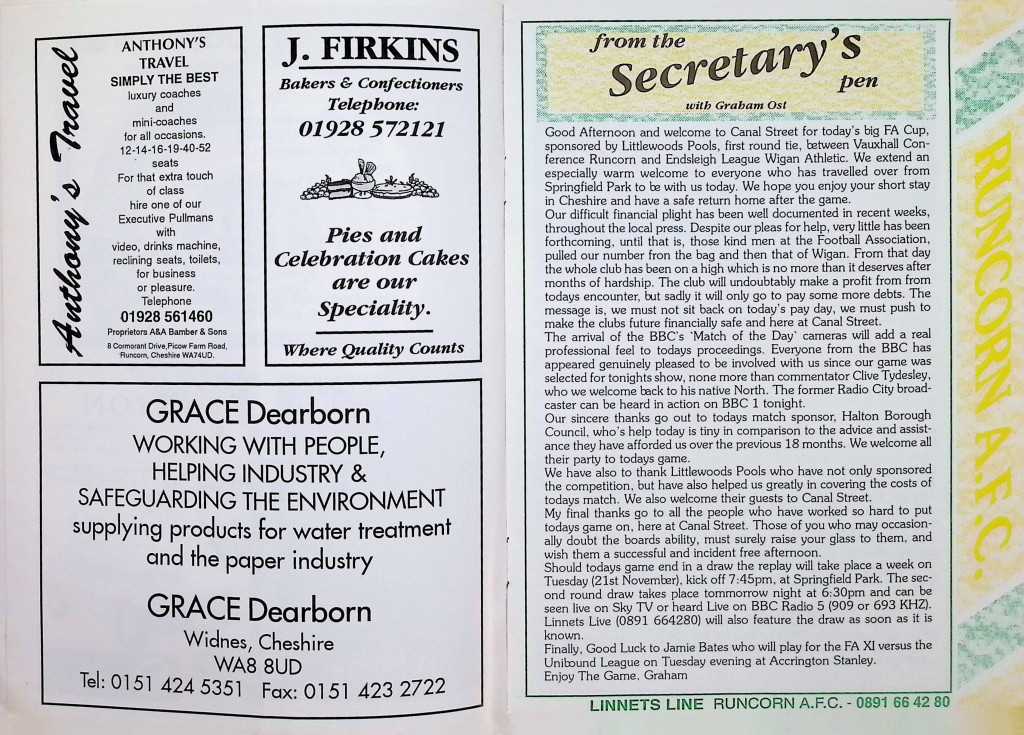 Anthony's Travel
ANTHONY'S
TRAVEL
SIMPLY THE BEST
luxury coaches
and
mini-coaches
for all occasions.
12-14-16-19-40-52
seats
For that extra touch
of class
hire one of our
Executive Pullmans
with
video, drinks machine,
reclining seats, toilets,
for business
or pleasure.
Telephone
01928 561460
Proprietors A&A Bamber & Sons
8 Cormorant Drive,Picow Farm Road,
Runcorn, Cheshire WA74UD.
J. FIRKINS
Bakers & Confectioners
Telephone:
01928 572121
Pies and
Celebration Cakes
are our
Speciality.
Where Quality Counts
GRACE Dearborn
WORKING WITH PEOPLE,
HELPING INDUSTRY &
SAFEGUARDING THE ENVIRONMENT
supplying products for water treatment
and the paper industry
GRACE Dearborn
Widnes, Cheshire
WA8 8UD
Tel: 0151 424 5351 Fax: 0151 423 2722
from the
Secretary's
pen
with Graham Ost
Good Afternoon and welcome to Canal Street for today's big FA Cup,
sponsored by Littlewoods Pools, first round tie, between Vauxhall Con-
ference Runcorn and Endsleigh League Wigan Athletic. We extend an
especially warm welcome to everyone who has travelled over from
Springfield Park to be with us today. We hope you enjoy your short stay
in Cheshire and have a safe return home after the game.
Our difficult financial plight has been well documented in recent weeks,
throughout the local press. Despite our pleas for help, very little has been
forthcoming, until that is, those kind men at the Football Association,
pulled our number fron the bag and then that of Wigan. From that day
the whole club has been on a high which is no more than it deserves after
months of hardship. The club will undoubtably make a profit from from
todays encounter, but sadly it will only go to pay some more debts. The
message is, we must not sit back on today's pay day, we must push to
make the clubs future financially safe and here at Canal Street.
The arrival of the BBC's 'Match of the Day' cameras will add a real
professional feel to todays proceedings. Everyone from the BBC has
appeared genuinely pleased to be involved with us since our game was
selected for tonights show, none more than commentator Clive Tydesley,
who we welcome back to his native North. The former Radio City broad-
caster can be heard in action on BBC 1 tonight.
Our sincere thanks go out to todays match sponsor, Halton Borough
Council, who's help today is tiny in comparison to the advice and assist-
ance they have afforded us over the previous 18 months. We welcome all
their party to todays game.
We have also to thank Littlewoods Pools who have not only sponsored
the competition, but have also helped us greatly in covering the costs of
todays match. We also welcome their guests to Canal Street.
My final thanks go to all the people who have worked so hard to put
todays game on, here at Canal Street. Those of you who may occasion-
ally doubt the boards ability, must surely raise your glass to them, and
wish them a successful and incident free afternoon.
Should todays game end in a draw the replay will take place a week on
Tuesday (21st November), kick off 7:45pm, at Springfield Park. The sec-
ond round draw takes place tommorrow night at 6:30pm and can be
seen live on Sky TV or heard Live on BBC Radio 5 (909 or 693 KHZ).
Linnets Live (0891 664280) will also feature the draw as soon as it is
known.
Finally, Good Luck to Jamie Bates who will play for the FA XI versus the
Unibound League on Tuesday evening at Accrington Stanley.
Enjoy The Game, Graham
LINNETS LINE RUNCORN A.F.C. - 0891 66 42 80
RUNCORN A.F.C.